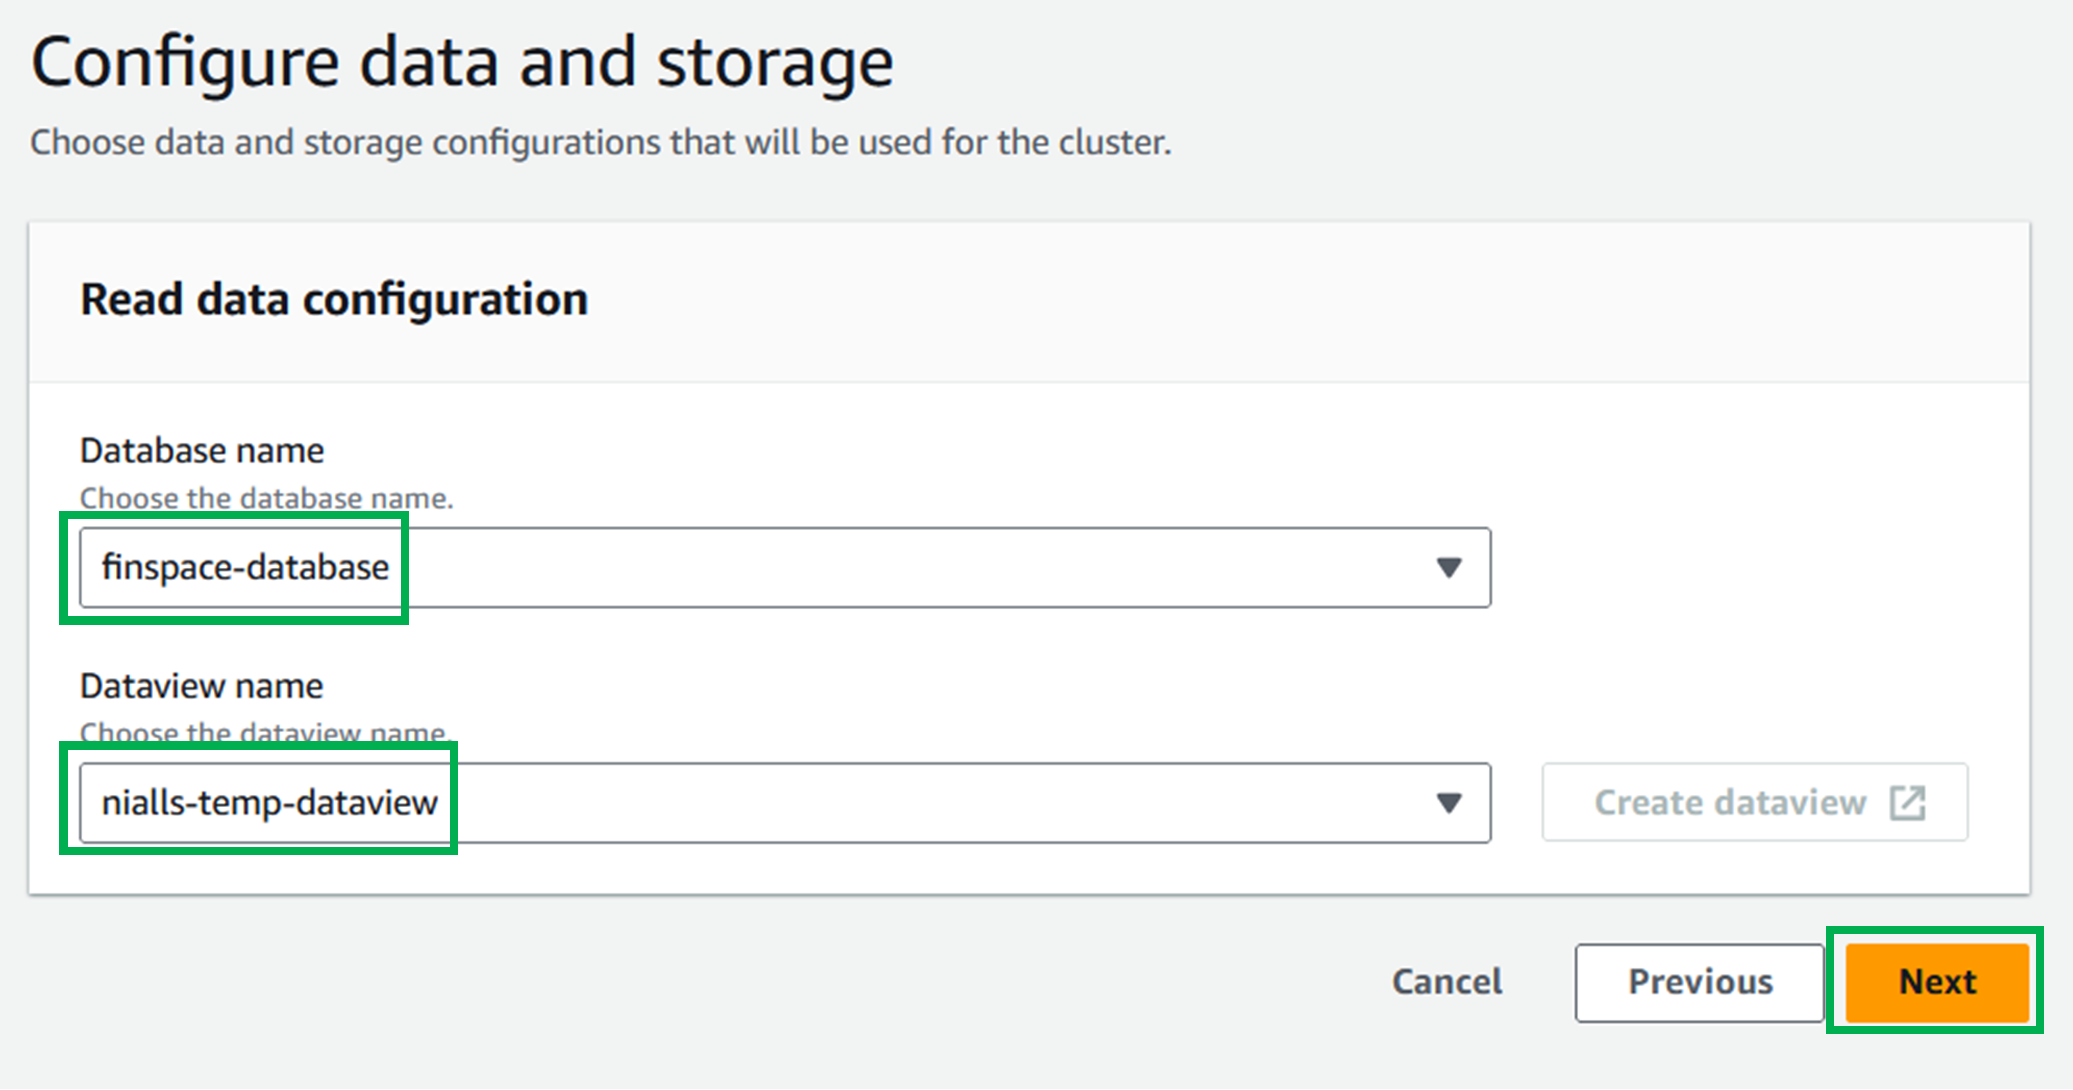 Configure data and storage
Choose data and storage configurations that will be used for the cluster.
Read data configuration
Database name
Choose the database name.
finspace-database
Dataview name
Choose the dataview name.
nialls-temp-dataview
Create dataview
Cancel
Previous
Next